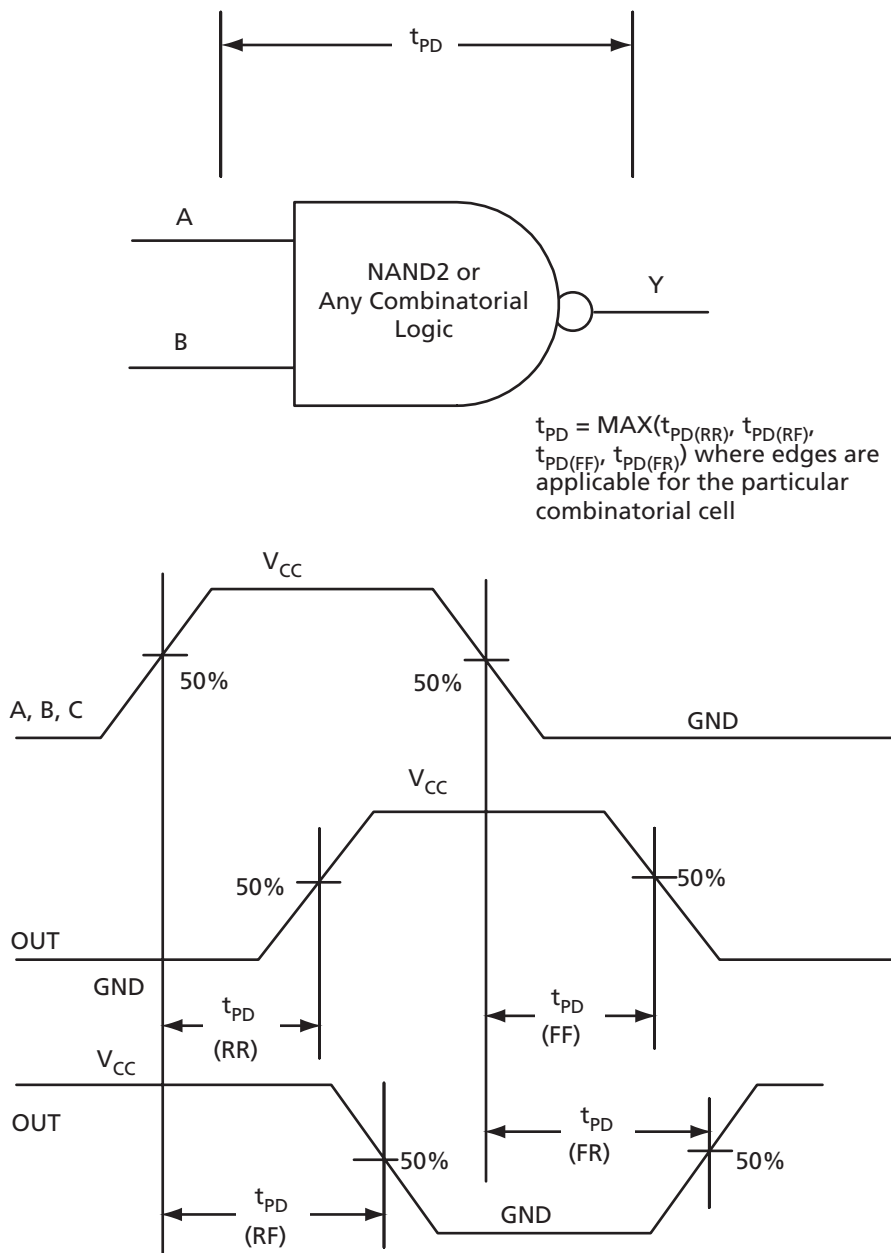 tPD
A
NAND2 or
Any Combinatorial
Logic
Y
B
tPD = MAX(tPD(RR), tPD(RF),
tPD(FF), tPD(FR)) where edges are
applicable for the particular
combinatorial cell
VCC
50%
50%
A, B, C
GND
VCC
50%
50%
OUT
GND
tPD
(RR)
tPD
(FF)
VCC
OUT
tPD
(FR)
50%
50%
tPD
(RF)
GND